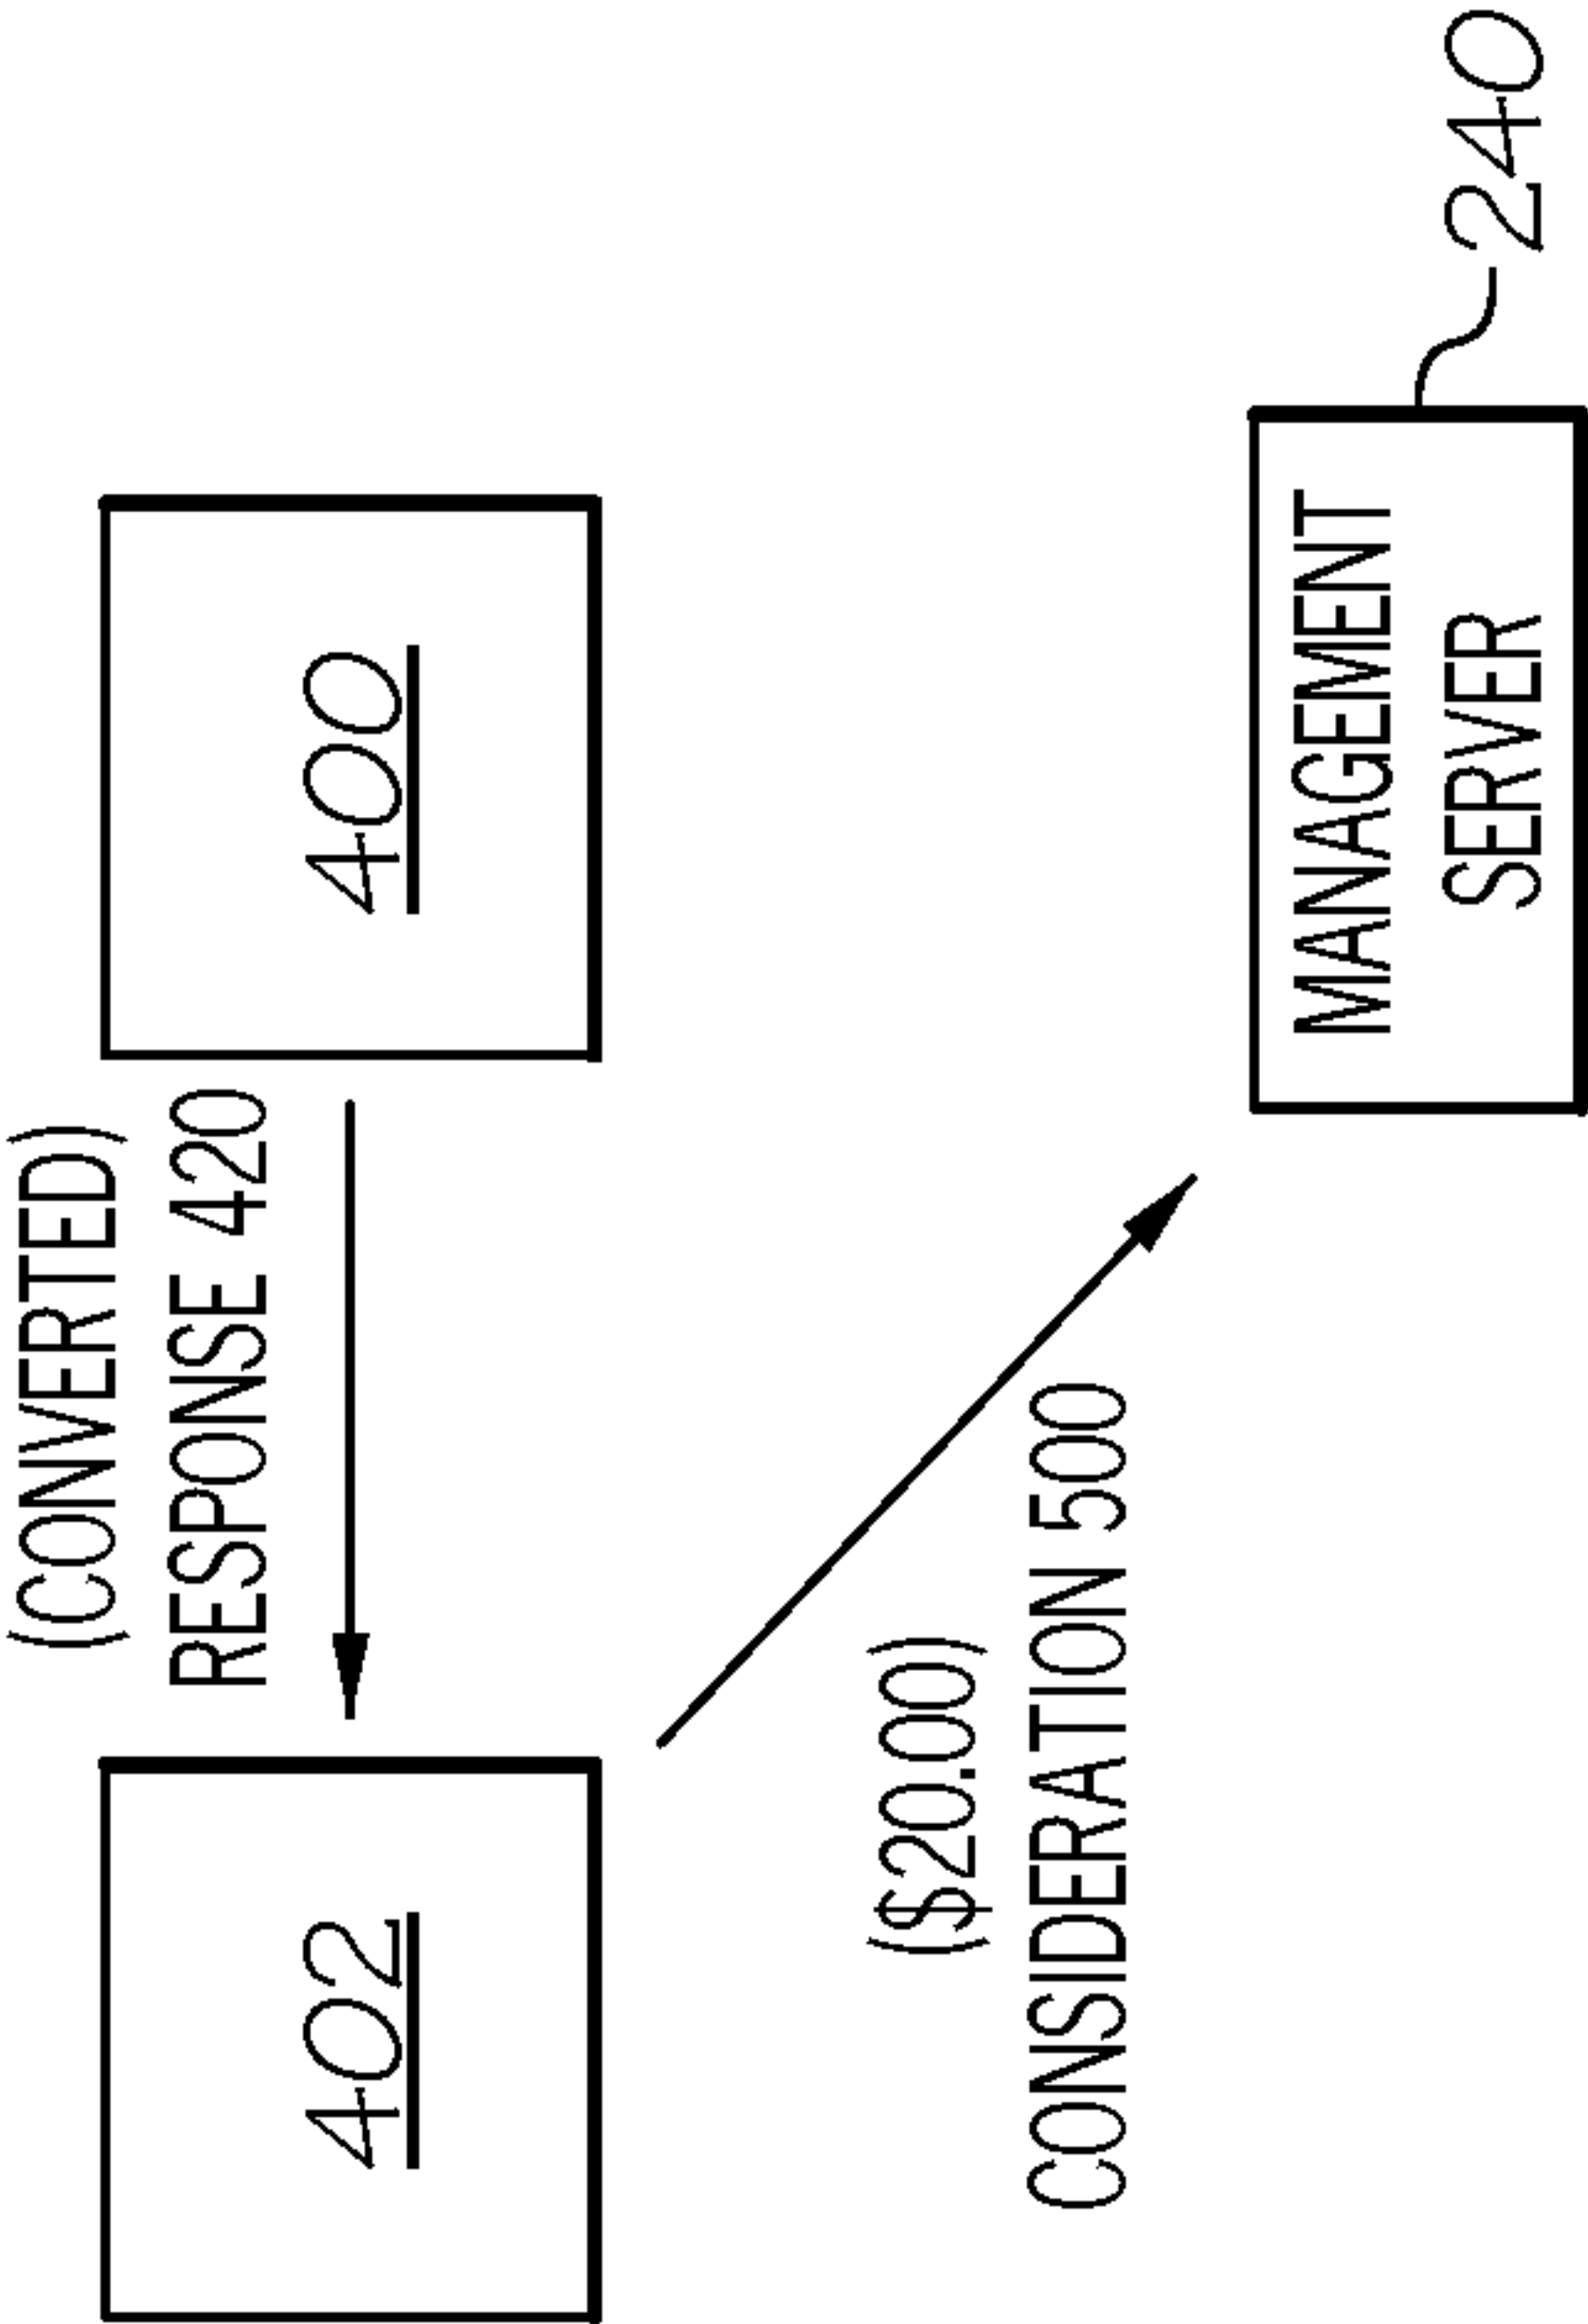 (CONVERTED)
RESPONSE 420
402
400
($20.00)
CONSIDERATION 500
MANAGEMENT
SERVER
240